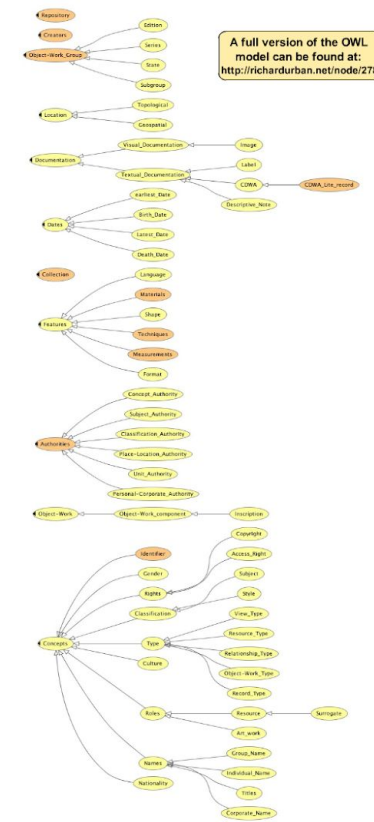 Repository
Creators
Object-Work_Group
Edition
Series
State
Subgroup
A full version of the OWL
model can be found at:
http://richardurban.net/node/278
Location
Topological
Geospatial
Documentation
Visual_Documentation
Image
Textual_Documentation
Label
CDWA
CDWA_Lite_record
Descriptive_Note
Dates
earliest_Date
Birth_Date
Latest_Date
Death_Date
Collection
Features
Language
Materials
Shape
Techniques
Measurements
Format
Authorities
Concept_Authority
Subject_Authority
Classification_Authority
Place-Location_Authority
Unit_Authority
Personal-Corporate_Authority
Object-Work
Object-Work_component
Inscription
Concepts
Identifier
Gender
Rights
Copyright
Access_Right
Classification
Subject
Style
Type
View_Type
Resource_Type
Relationship_Type
Object-Work_Type
Record_Type
Culture
Roles
Resource
Surrogate
Art_work
Names
Group_Name
Individual_Name
Titles
Corporate_Name
Nationality